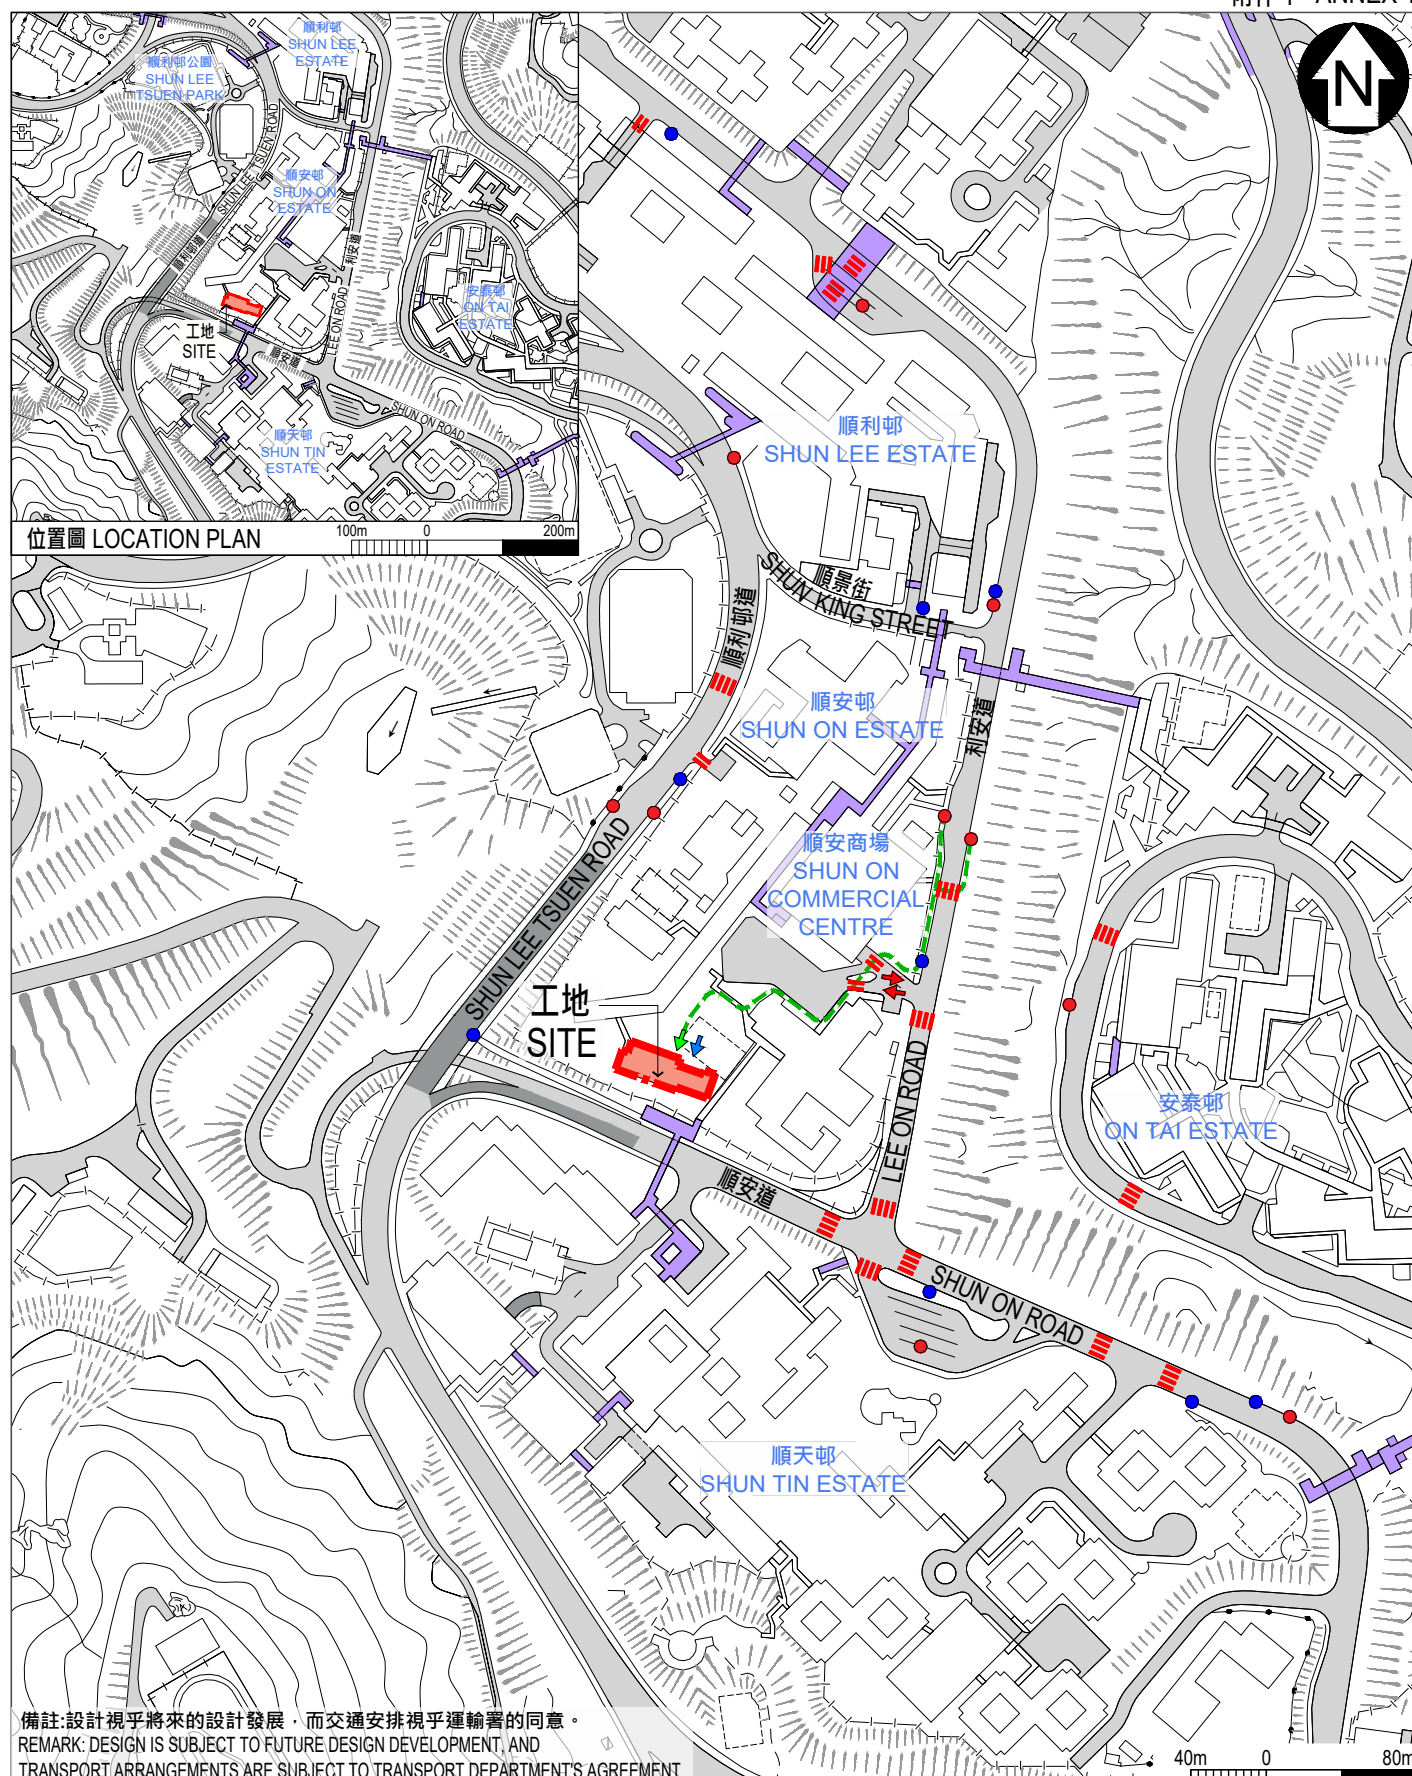 順利邨
SHUN LEE
ESTATE
順利邨公園
SHUN LEE
TSUEN PARK
SHUN LEE TSUEN ROAD
順利邨道
順安邨
SHUN ON
ESTATE
利安道
LEE ON ROAD
安泰邨
ON TAI
ESTATE
工地
SITE
順安道
SHUN ON ROAD
順天邨
SHUN TIN
ESTATE
位置圖 LOCATION PLAN
100m 0 200m
N
順利邨
SHUN LEE ESTATE
順景街
SHUN KING STREET
順利邨道
SHUN LEE TSUEN ROAD
順安邨
SHUN ON ESTATE
利安道
順安商場
SHUN ON
COMMERCIAL
CENTRE
工地
SITE
LEE ON ROAD
安泰邨
ON TAI ESTATE
順安道
SHUN ON ROAD
順天邨
SHUN TIN ESTATE
備註:設計視乎將來的設計發展，而交通安排視乎運輸署的同意。
REMARK: DESIGN IS SUBJECT TO FUTURE DESIGN DEVELOPMENT, AND
TRANSPORT ARRANGEMENTS ARE SUBJECT TO TRANSPORT DEPARTMENT'S AGREEMENT
40m 0 80m